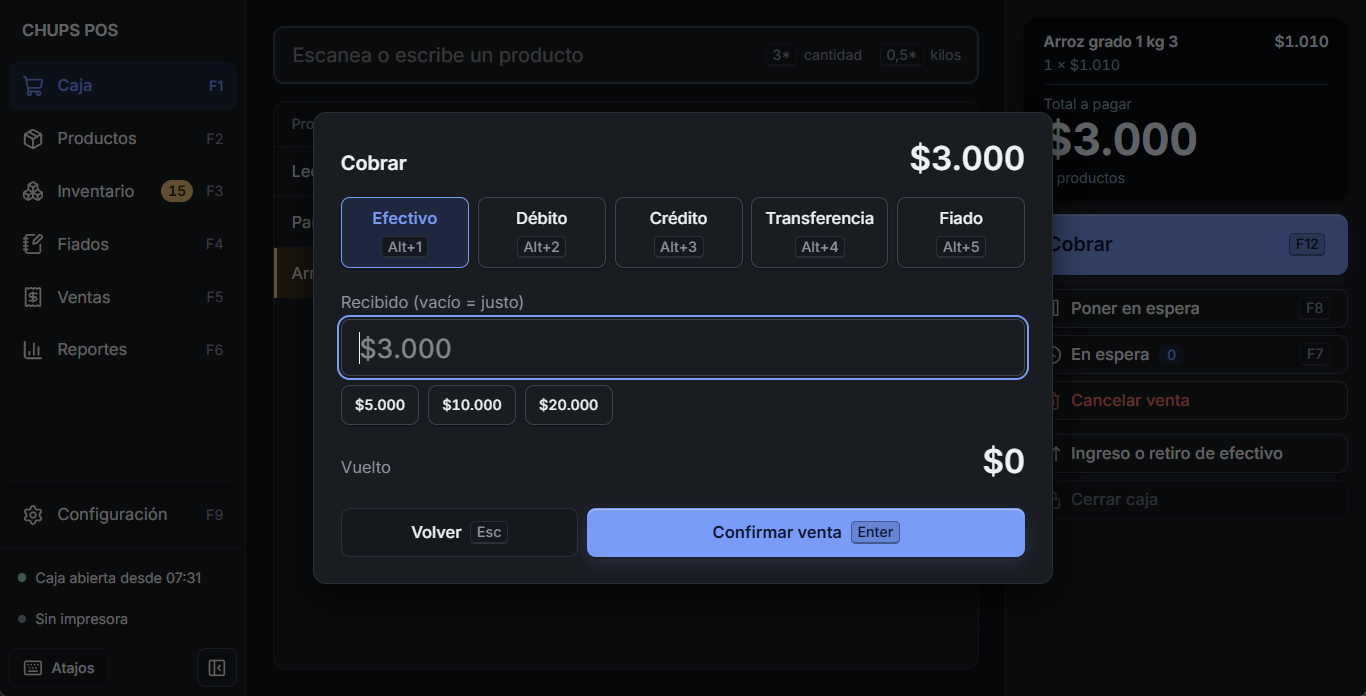 CHUPS POS
Caja F1
Productos F2
Inventario 15 F3
Fiados F4
Ventas F5
Reportes F6
Configuración F9
Caja abierta desde 07:31
Sin impresora
Atajos
Escanea o escribe un producto 3* cantidad 0,5* kilos
Cobrar $3.000
Efectivo Débito Crédito Transferencia Fiado
Alt+1 Alt+2 Alt+3 Alt+4 Alt+5
Recibido (vacío = justo)
$3.000
$5.000 $10.000 $20.000
Vuelto $0
Volver Esc Confirmar venta Enter
Arroz grado 1 kg 3 $1.010
1 × $1.010
Total a pagar
$3.000
productos
Cobrar F12
Poner en espera F8
En espera 0 F7
Cancelar venta
Ingreso o retiro de efectivo
Cerrar caja